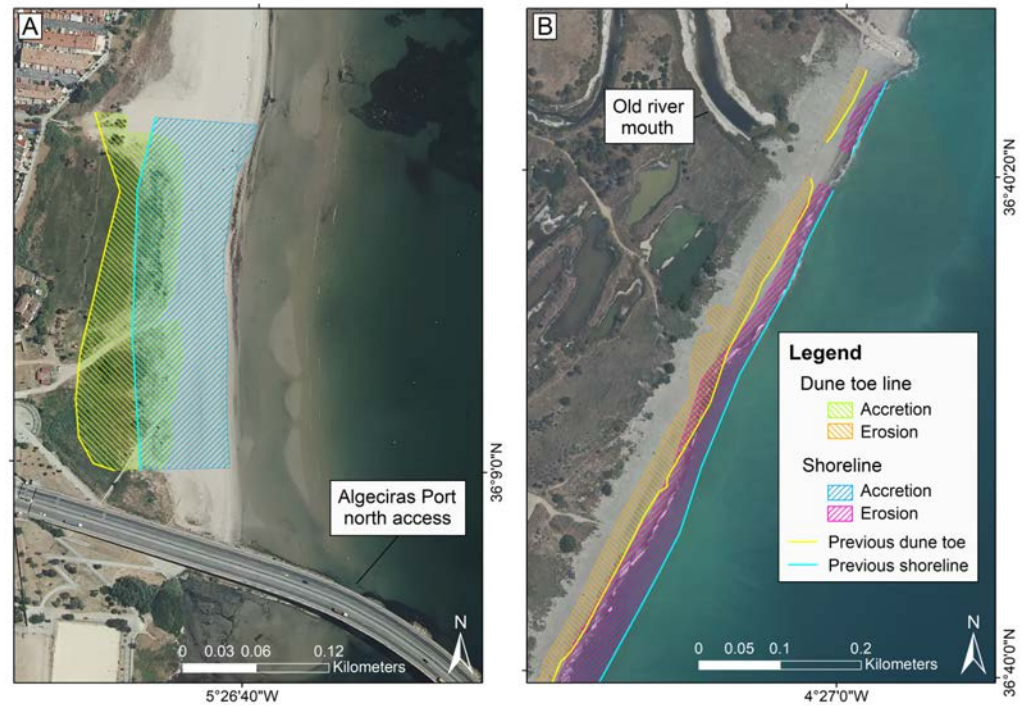 A
Algeciras Port
north access
0 0.03 0.06 0.12
Kilometers
N
5°26'40"W
36°9'0"N
B
Old river
mouth
Legend
Dune toe line
Accretion
Erosion
Shoreline
Accretion
Erosion
Previous dune toe
Previous shoreline
0 0.05 0.1 0.2
Kilometers
N
4°27'0"W
36°40'20"N
36°40'0"N